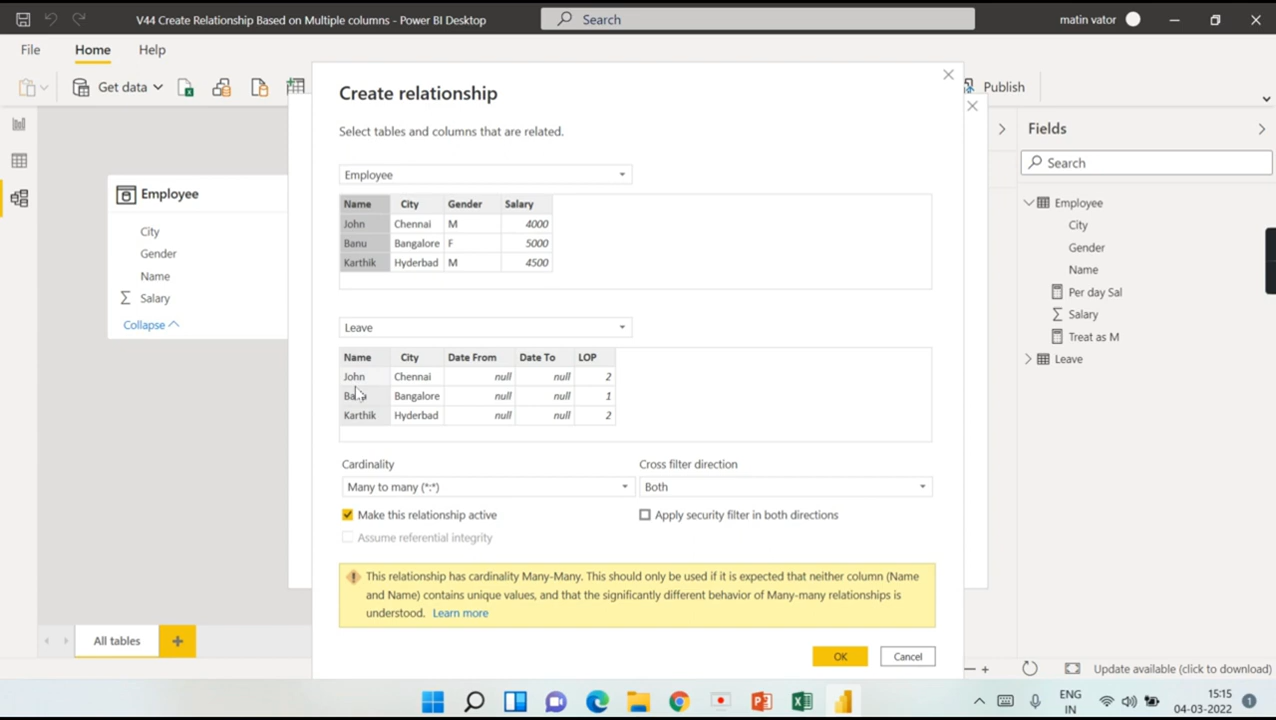 V44 Create Relationship Based on Multiple columns - Power BI Desktop
Search
matin vator
File
Home
Help
Get data
Publish
Create relationship
Select tables and columns that are related.
Employee
Name City Gender Salary
John Chennai M 4000
Banu Bangalore F 5000
Karthik Hyderbad M 4500
Leave
Name City Date From Date To LOP
John Chennai null null 2
Bangalore null null 1
Karthik Hyderbad null null 2
Cardinality
Cross filter direction
Many to many (*:*)
Both
Make this relationship active
Apply security filter in both directions
Assume referential integrity
This relationship has cardinality Many-Many. This should only be used if it is expected that neither column (Name
and Name) contains unique values, and that the significantly different behavior of Many-many relationships is
understood. Learn more
OK
Cancel
Employee
City
Gender
Name
Σ Salary
Collapse
Fields
Search
Employee
City
Gender
Name
Per day Sal
Σ Salary
Treat as M
Leave
All tables
+
- +
Update available (click to download)
ENG
IN
15:15
04-03-2022
1